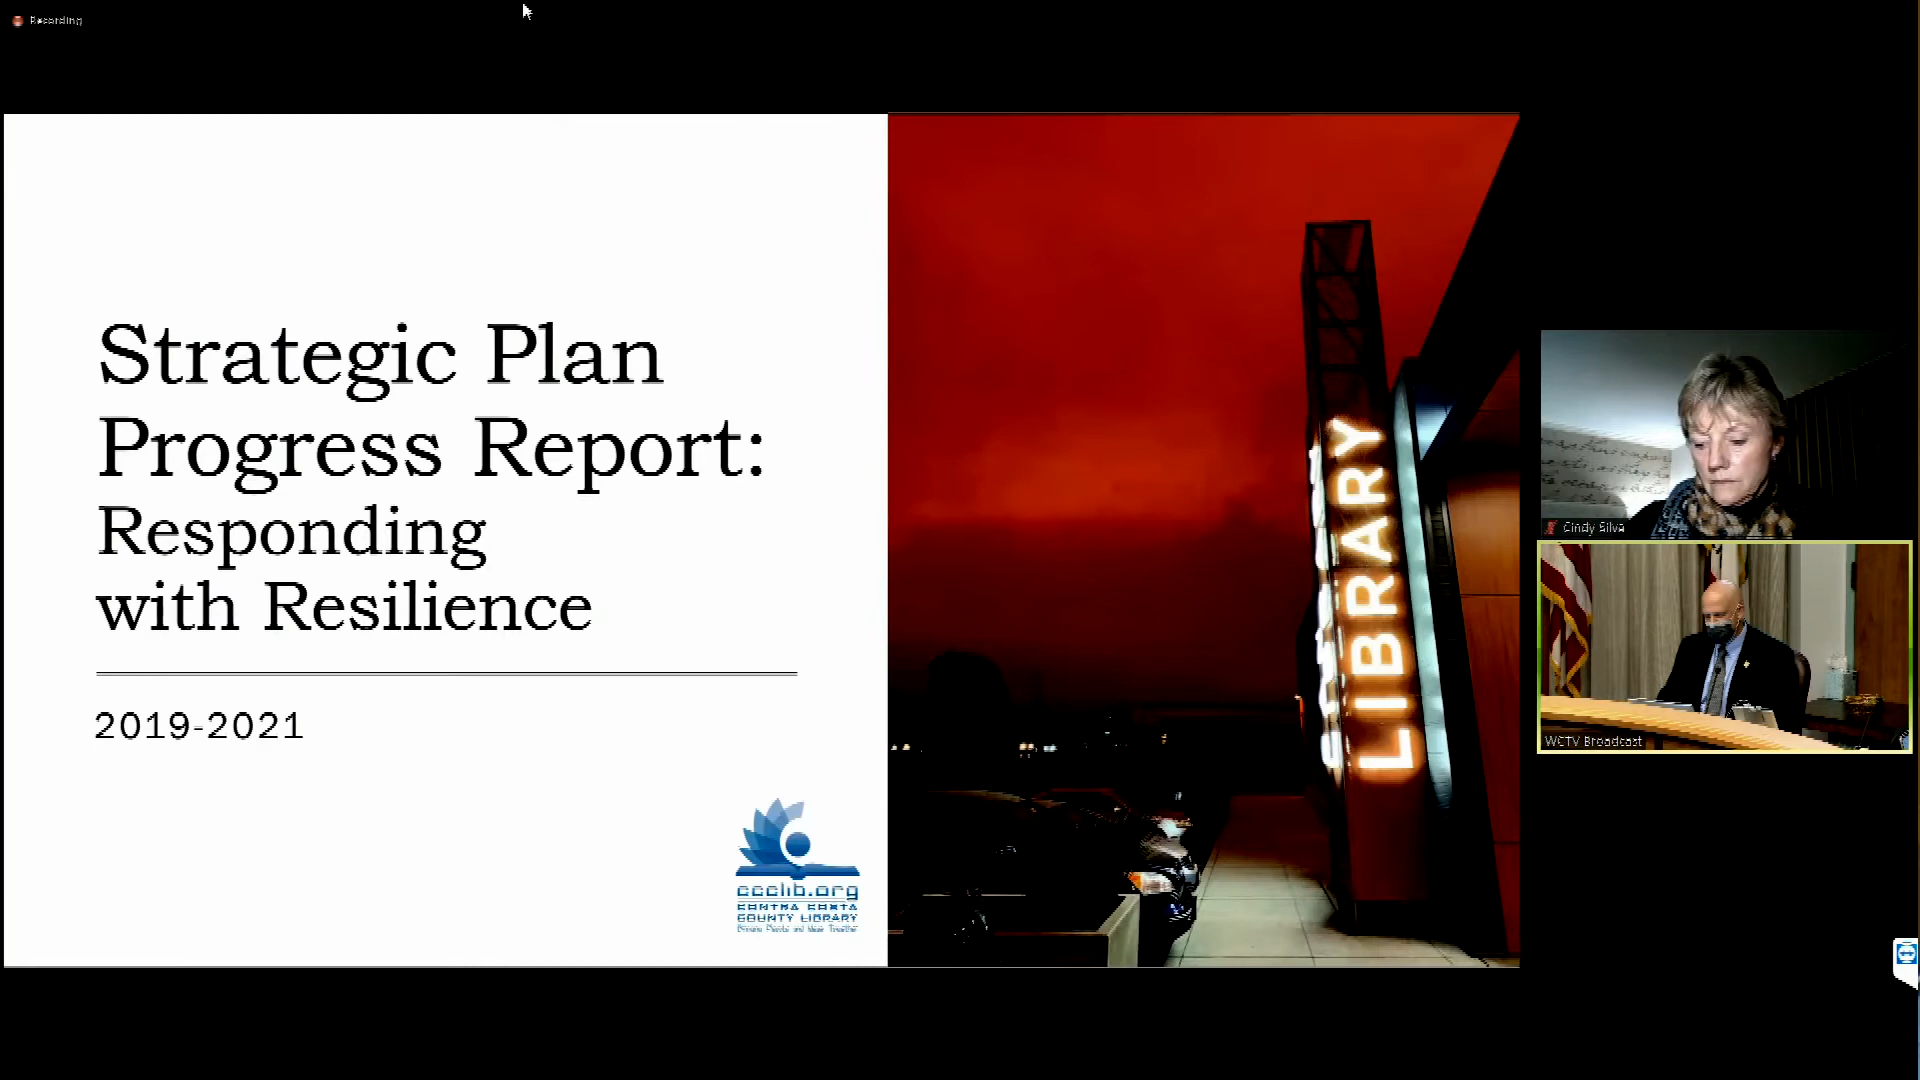 Recording
Strategic Plan
Progress Report:
Responding
with Resilience
2019-2021
ccclib.org
CONTRA COSTA
COUNTY LIBRARY
LIBRARY
Cindy Silva
WCTV Broadcast